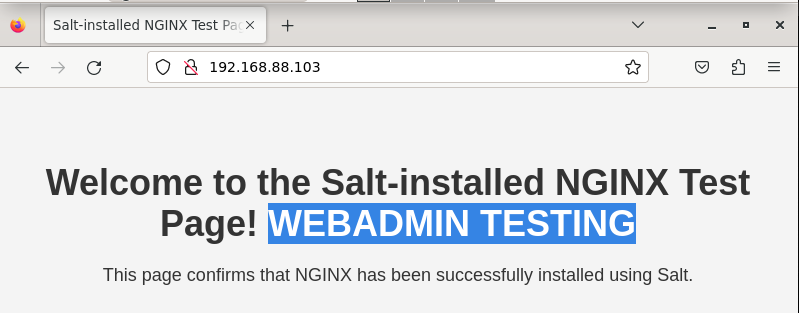 Salt-installed NGINX Test Pag
192.168.88.103
Welcome to the Salt-installed NGINX Test
Page! WEBADMIN TESTING
This page confirms that NGINX has been successfully installed using Salt.